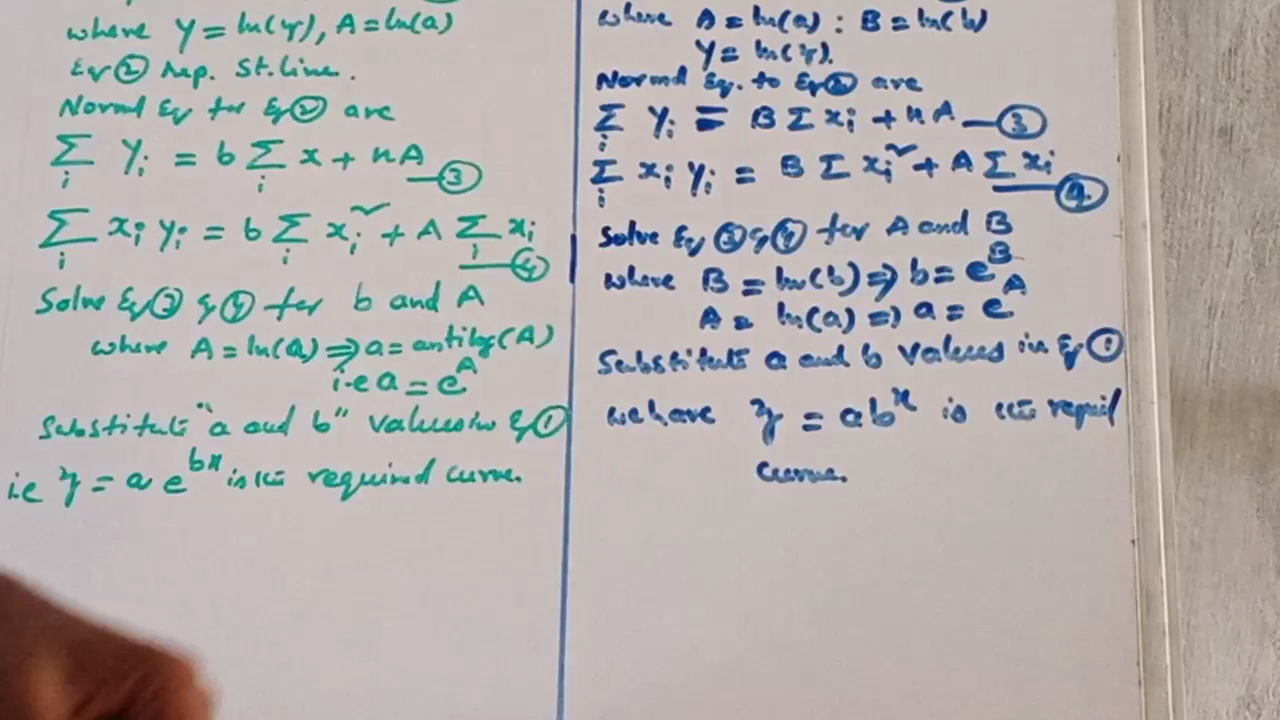 where Y = ln(y), A = ln(a)
Eq ② rep. St. line.
Normal Eq for Eq ② are
∑i Yi = b ∑i x + nA — ③
∑i xi yi = b ∑i xi² + A ∑i xi — ④
Solve Eq ③ & ④ for b and A
where A = ln(a) ⇒ a = antilog(A)
i.e a = e^A
Substitute "a and b" values in Eq ①
i.e y = a e^bx is the required curve.
where A = ln(a) : B = ln(b)
Y = ln(y).
Normal Eq. to Eq ② are
∑i Yi = B ∑ xi + nA — ③
∑i xi yi = B ∑ xi² + A ∑ xi — ④
Solve Eq ③ & ④ for A and B
where B = ln(b) ⇒ b = e^B
A = ln(a) ⇒ a = e^A
Substitute a and b values in Eq ①
we have y = ab^x is the
curve.